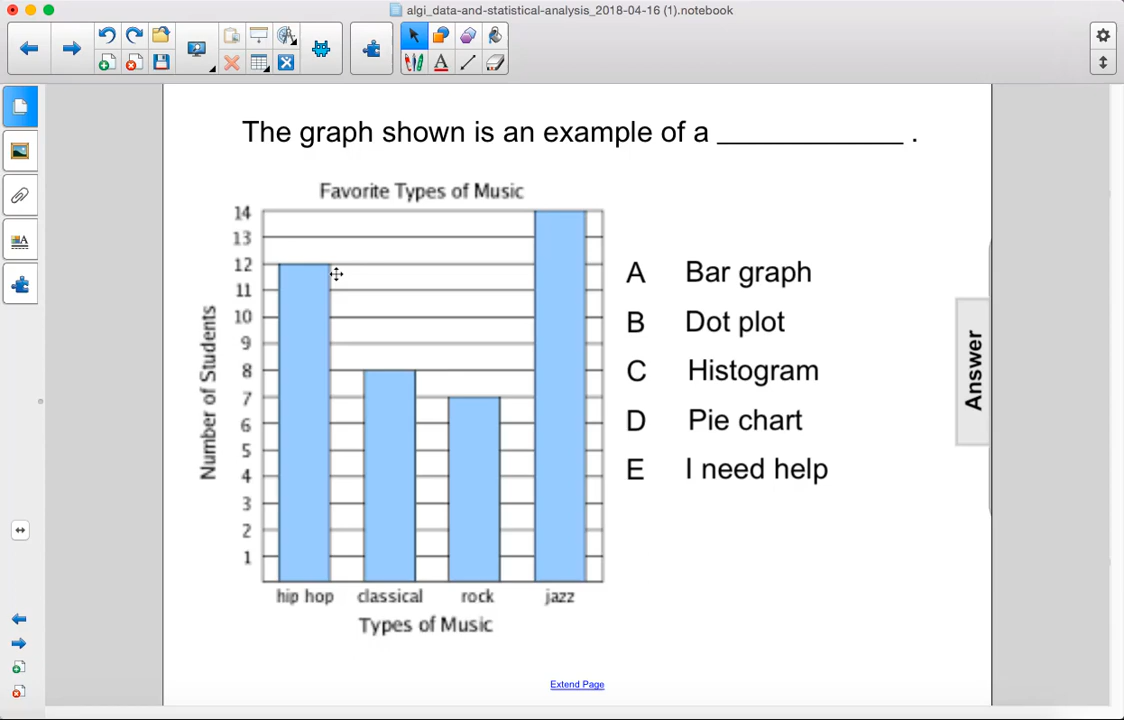 algi_data-and-statistical-analysis_2018-04-16 (1).notebook
The graph shown is an example of a ____________ .
Favorite Types of Music
14
13
12
11
10
9
8
7
6
5
4
3
2
1
Number of Students
hip hop classical rock jazz
Types of Music
A Bar graph
B Dot plot
C Histogram
D Pie chart
E I need help
Answer
Extend Page